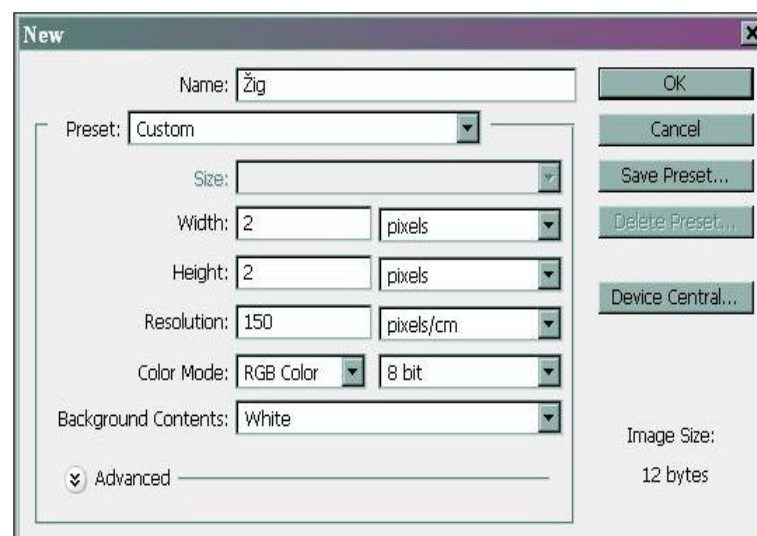 New
Name: Žig
OK
Preset: Custom
Cancel
Size:
Save Preset...
Width: 2 pixels
Delete Preset...
Height: 2 pixels
Device Central...
Resolution: 150 pixels/cm
Color Mode: RGB Color 8 bit
Background Contents: White
Image Size:
Advanced
12 bytes